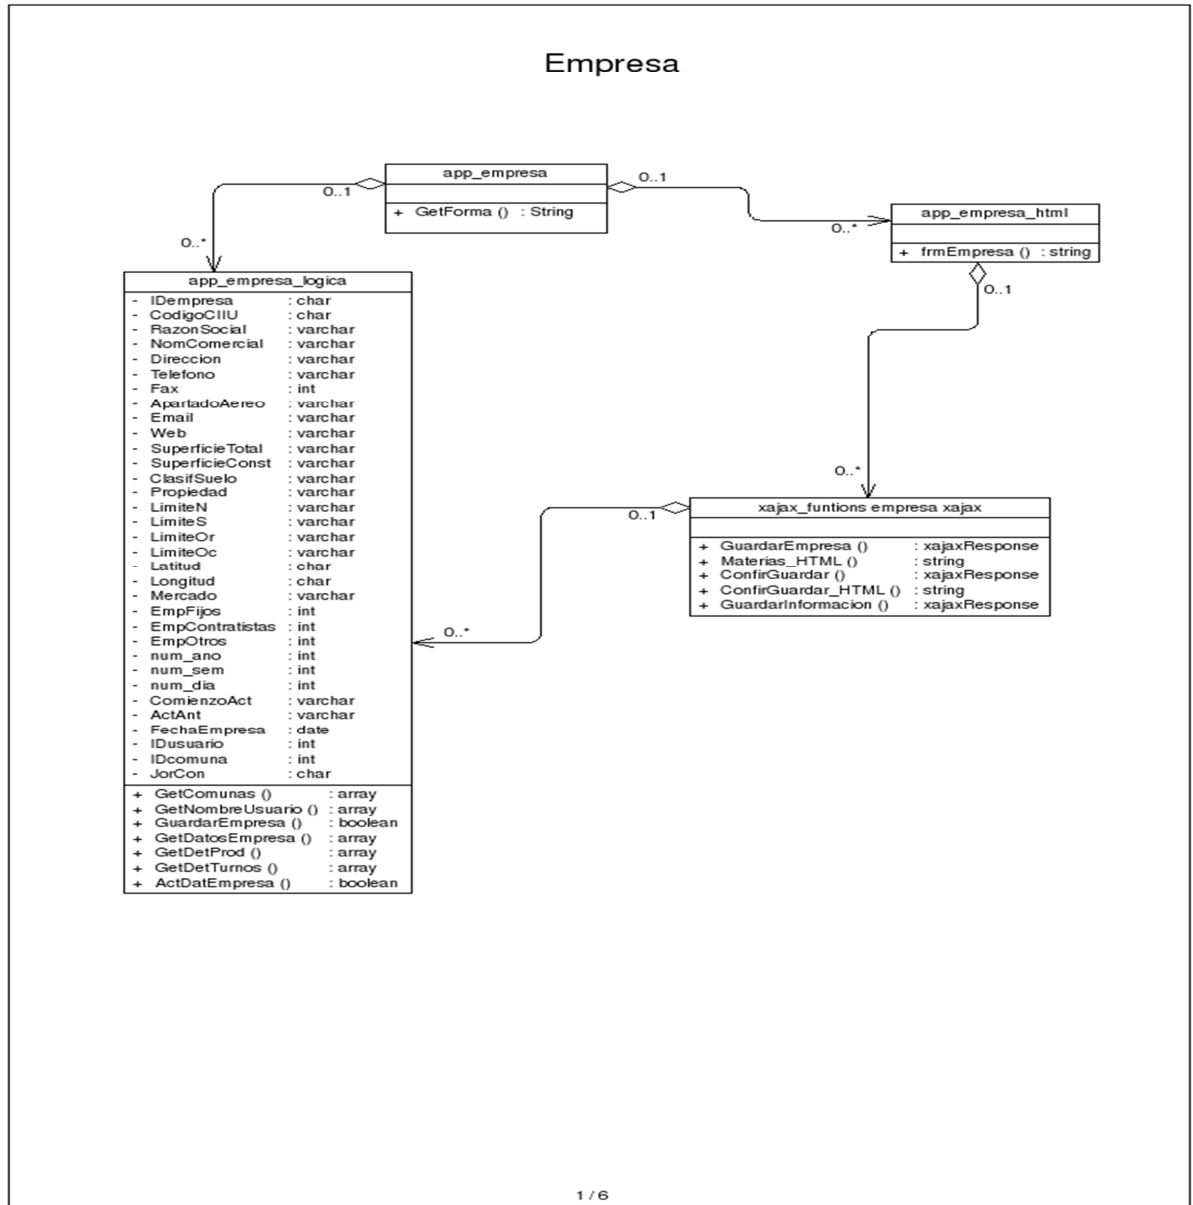 Empresa
app_empresa
+ GetForma () : String
0..1
0..*
0..1
0..*
app_empresa_html
+ frmEmpresa () : string
0..1
0..*
app_empresa_logica
- IDempresa : char
- CodigoCIIU : char
- RazonSocial : varchar
- NomComercial : varchar
- Direccion : varchar
- Telefono : varchar
- Fax : int
- ApartadoAereo : varchar
- Email : varchar
- Web : varchar
- SuperficieTotal : varchar
- SuperficieConst : varchar
- ClasifSuelo : varchar
- Propiedad : varchar
- LimiteN : varchar
- LimiteS : varchar
- LimiteOr : varchar
- LimiteOc : varchar
- Latitud : char
- Longitud : char
- Mercado : varchar
- EmpFijos : int
- EmpContratistas : int
- EmpOtros : int
- num_ano : int
- num_sem : int
- num_dia : int
- ComienzoAct : varchar
- ActAnt : varchar
- FechaEmpresa : date
- IDusuario : int
- IDcomuna : int
- JorCon : char
+ GetComunas () : array
+ GetNombreUsuario () : array
+ GuardarEmpresa () : boolean
+ GetDatosEmpresa () : array
+ GetDetProd () : array
+ GetDetTurnos () : array
+ ActDatEmpresa () : boolean
xajax_funtions empresa xajax
+ GuardarEmpresa () : xajaxResponse
+ Materias_HTML () : string
+ ConfirGuardar () : xajaxResponse
+ ConfirGuardar_HTML () : string
+ GuardarInformacion () : xajaxResponse
0..1
0..*
1 / 6